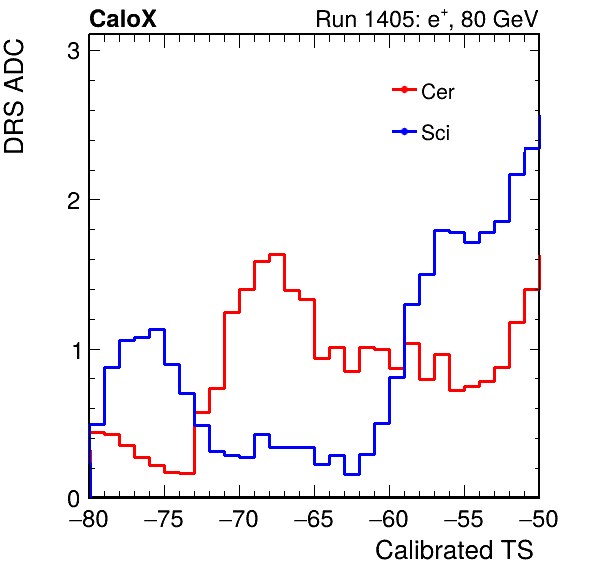 CaloX Run 1405: e⁺, 80 GeV
DRS ADC
3
2
1
0
Cer
Sci
−80 −75 −70 −65 −60 −55 −50
Calibrated TS